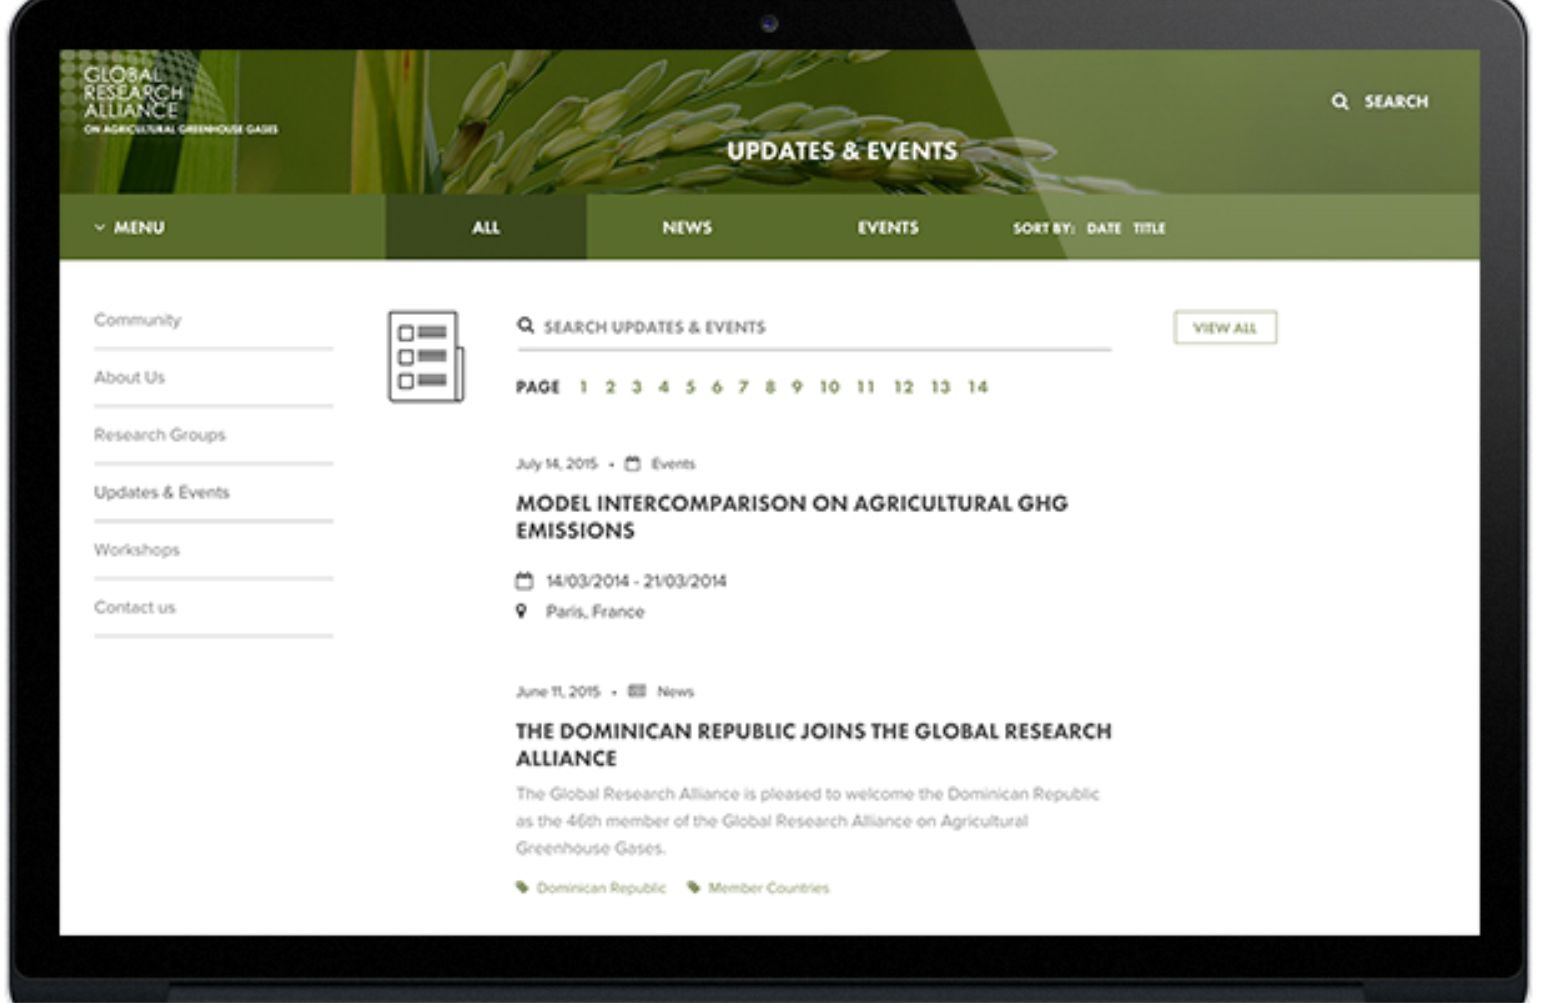 GLOBAL
RESEARCH
ALLIANCE
ON AGRICULTURAL GREENHOUSE GASES
SEARCH
UPDATES & EVENTS
MENU
ALL
NEWS
EVENTS
SORT BY: DATE TITLE
Community
About Us
Research Groups
Updates & Events
Workshops
Contact us
SEARCH UPDATES & EVENTS
VIEW ALL
PAGE 1 2 3 4 5 6 7 8 9 10 11 12 13 14
July 14, 2015 • Events
MODEL INTERCOMPARISON ON AGRICULTURAL GHG
EMISSIONS
14/03/2014 - 21/03/2014
Paris, France
June 11, 2015 • News
THE DOMINICAN REPUBLIC JOINS THE GLOBAL RESEARCH
ALLIANCE
The Global Research Alliance is pleased to welcome the Dominican Republic
as the 46th member of the Global Research Alliance on Agricultural
Greenhouse Gases.
Dominican Republic Member Countries